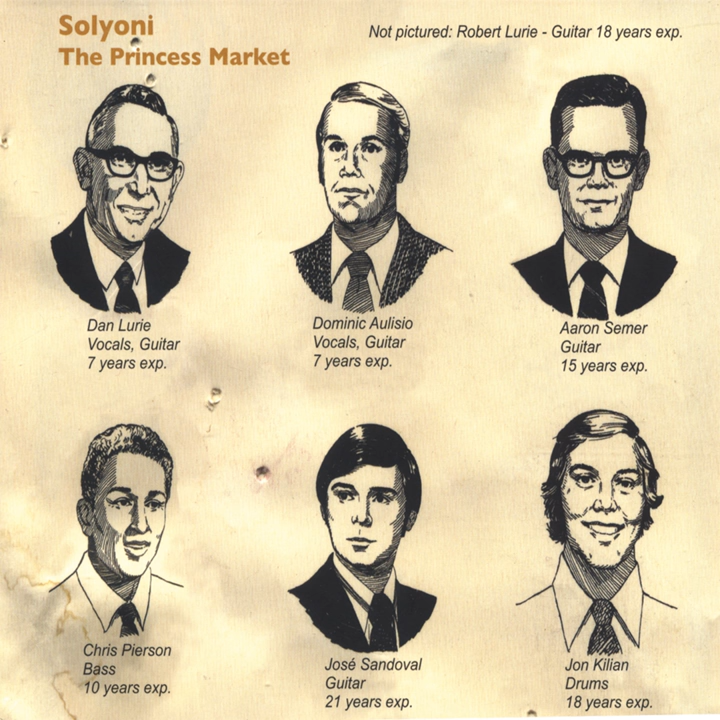 Solyoni
The Princess Market
Not pictured: Robert Lurie - Guitar 18 years exp.
Dan Lurie
Vocals, Guitar
7 years exp.
Dominic Aulisio
Vocals, Guitar
7 years exp.
Aaron Semer
Guitar
15 years exp.
Chris Pierson
Bass
10 years exp.
José Sandoval
Guitar
21 years exp.
Jon Kilian
Drums
18 years exp.